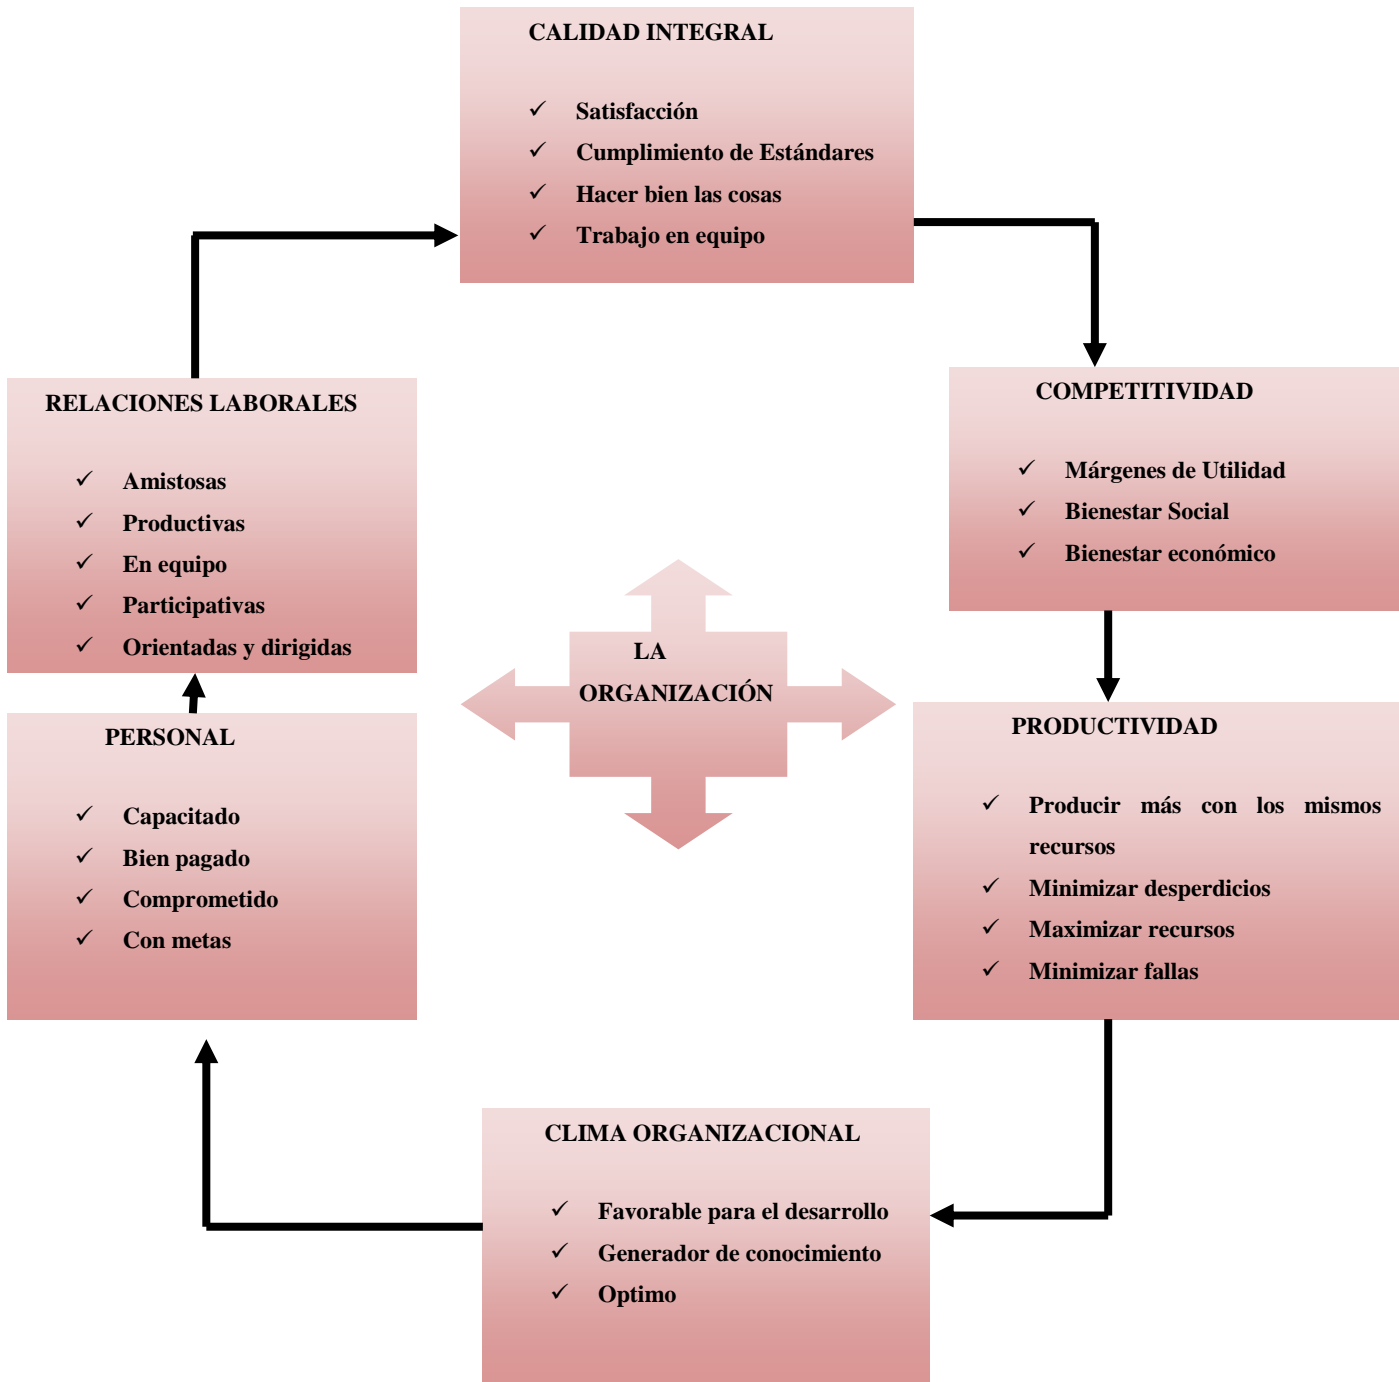 CALIDAD INTEGRAL
✓ Satisfacción
✓ Cumplimiento de Estándares
✓ Hacer bien las cosas
✓ Trabajo en equipo
COMPETITIVIDAD
✓ Márgenes de Utilidad
✓ Bienestar Social
✓ Bienestar económico
RELACIONES LABORALES
✓ Amistosas
✓ Productivas
✓ En equipo
✓ Participativas
✓ Orientadas y dirigidas
LA
ORGANIZACIÓN
PRODUCTIVIDAD
✓ Producir más con los mismos
recursos
✓ Minimizar desperdicios
✓ Maximizar recursos
✓ Minimizar fallas
PERSONAL
✓ Capacitado
✓ Bien pagado
✓ Comprometido
✓ Con metas
CLIMA ORGANIZACIONAL
✓ Favorable para el desarrollo
✓ Generador de conocimiento
✓ Optimo